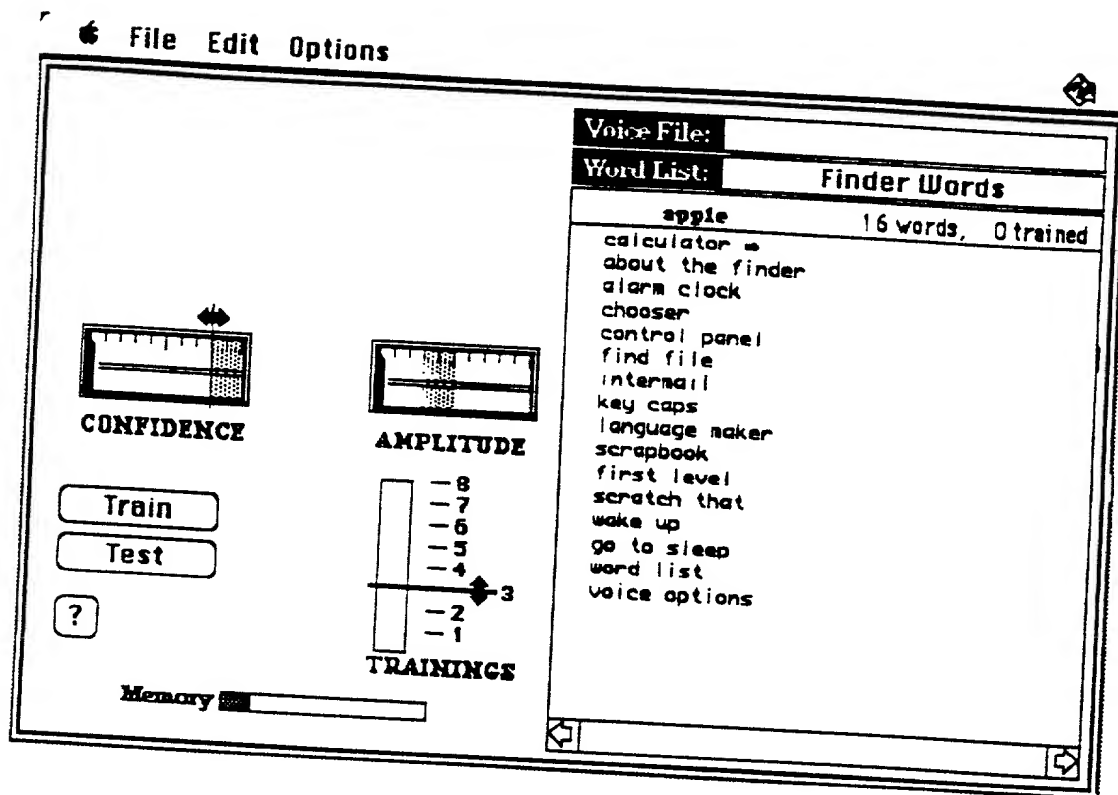 File Edit Options
Voice File:
Word List: Finder Words
apple 16 words, 0 trained
calculator ⇒
about the finder
alarm clock
chooser
control panel
find file
intermail
key caps
language maker
scrapbook
first level
scratch that
wake up
go to sleep
word list
voice options
CONFIDENCE
AMPLITUDE
Train
Test
?
8
7
6
5
4
3
2
1
TRAININGS
Memory